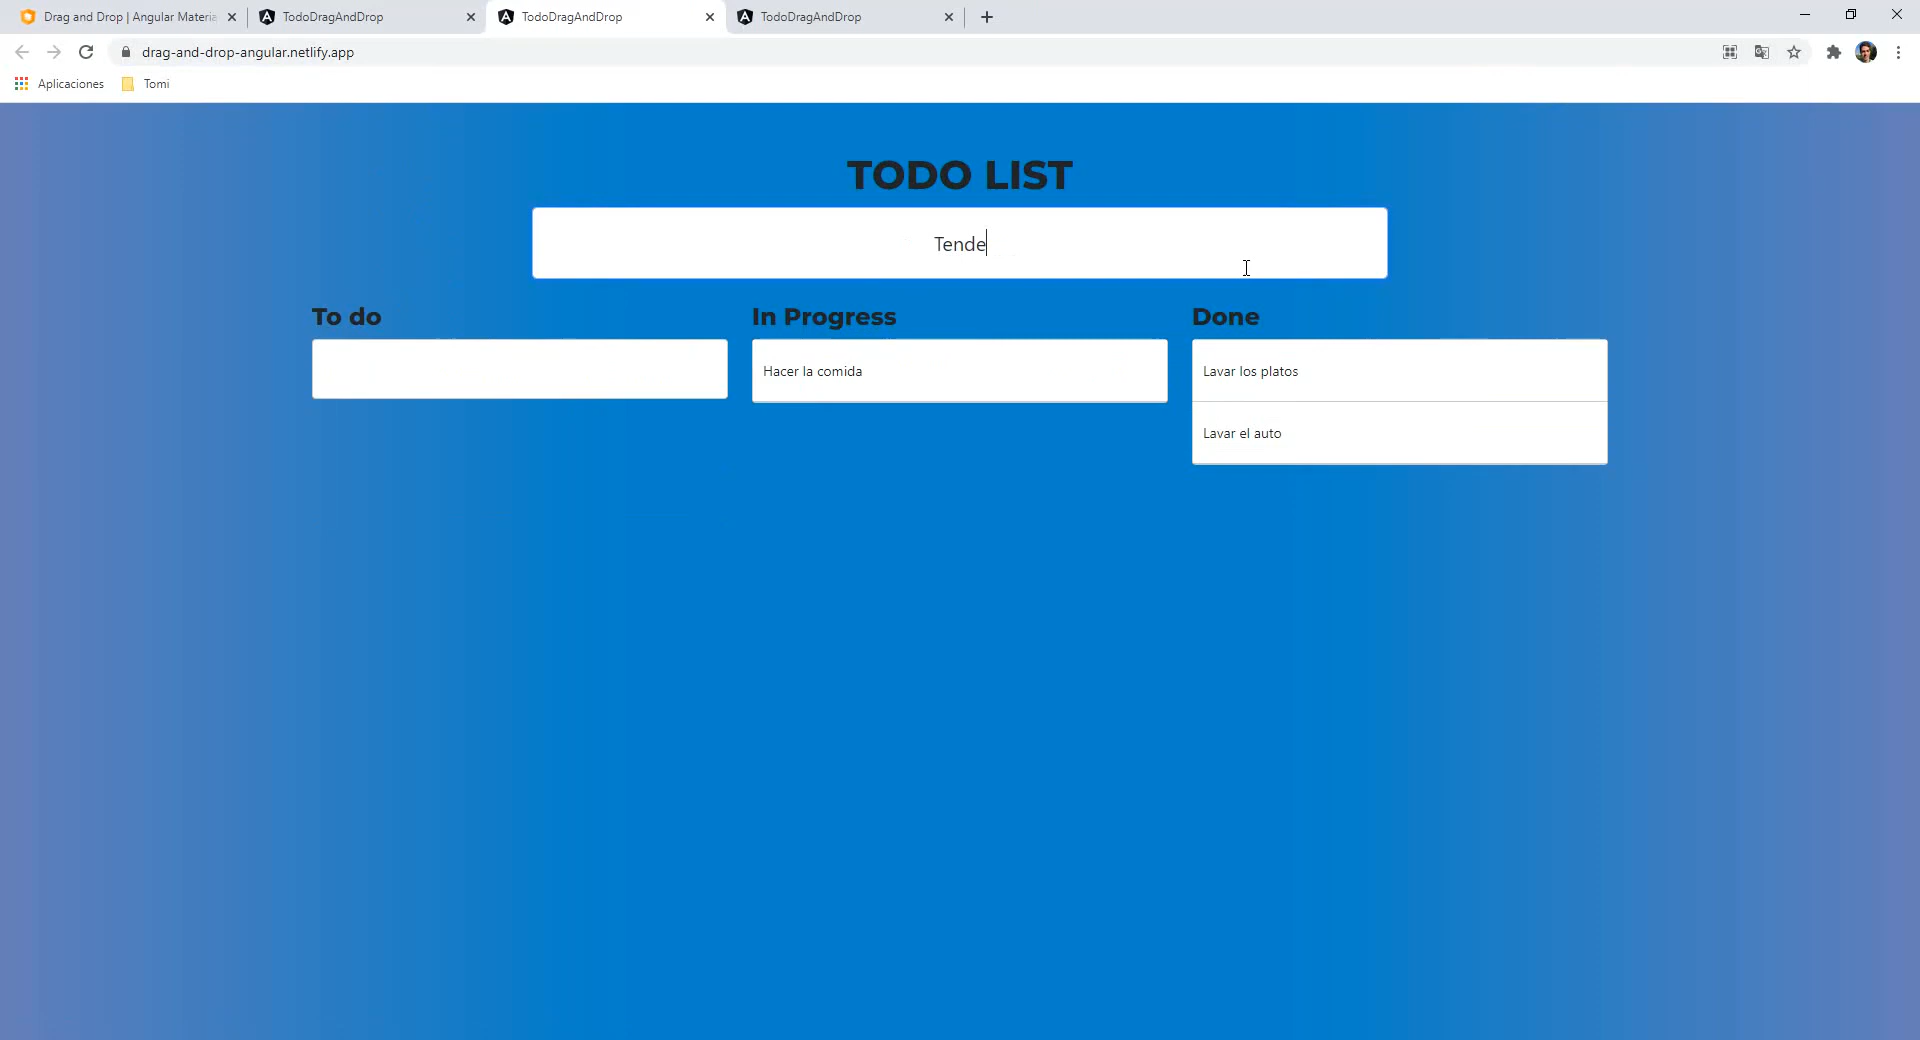 Drag and Drop | Angular Materia
TodoDragAndDrop
TodoDragAndDrop
TodoDragAndDrop
drag-and-drop-angular.netlify.app
Aplicaciones
Tomi
TODO LIST
Tende
To do
In Progress
Done
Hacer la comida
Lavar los platos
Lavar el auto